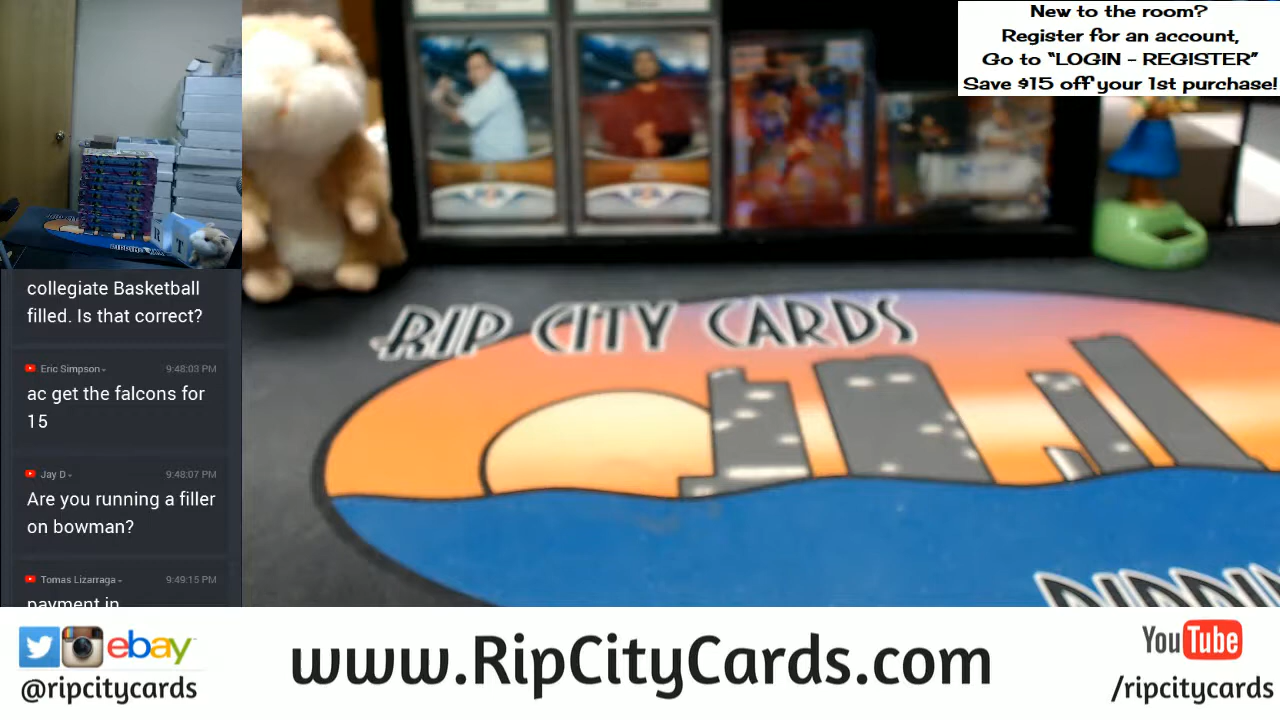 New to the room?
Register for an account,
Go to “LOGIN - REGISTER”
Save $15 off your 1st purchase!
collegiate Basketball
filled. Is that correct?
Eric Simpson
9:48:03 PM
ac get the falcons for
15
Jay D
9:48:07 PM
Are you running a filler
on bowman?
Tomas Lizarraga
9:49:15 PM
payment in
RIP CITY CARDS
ebay
@ripcitycards
www.RipCityCards.com
YouTube
/ripcitycards